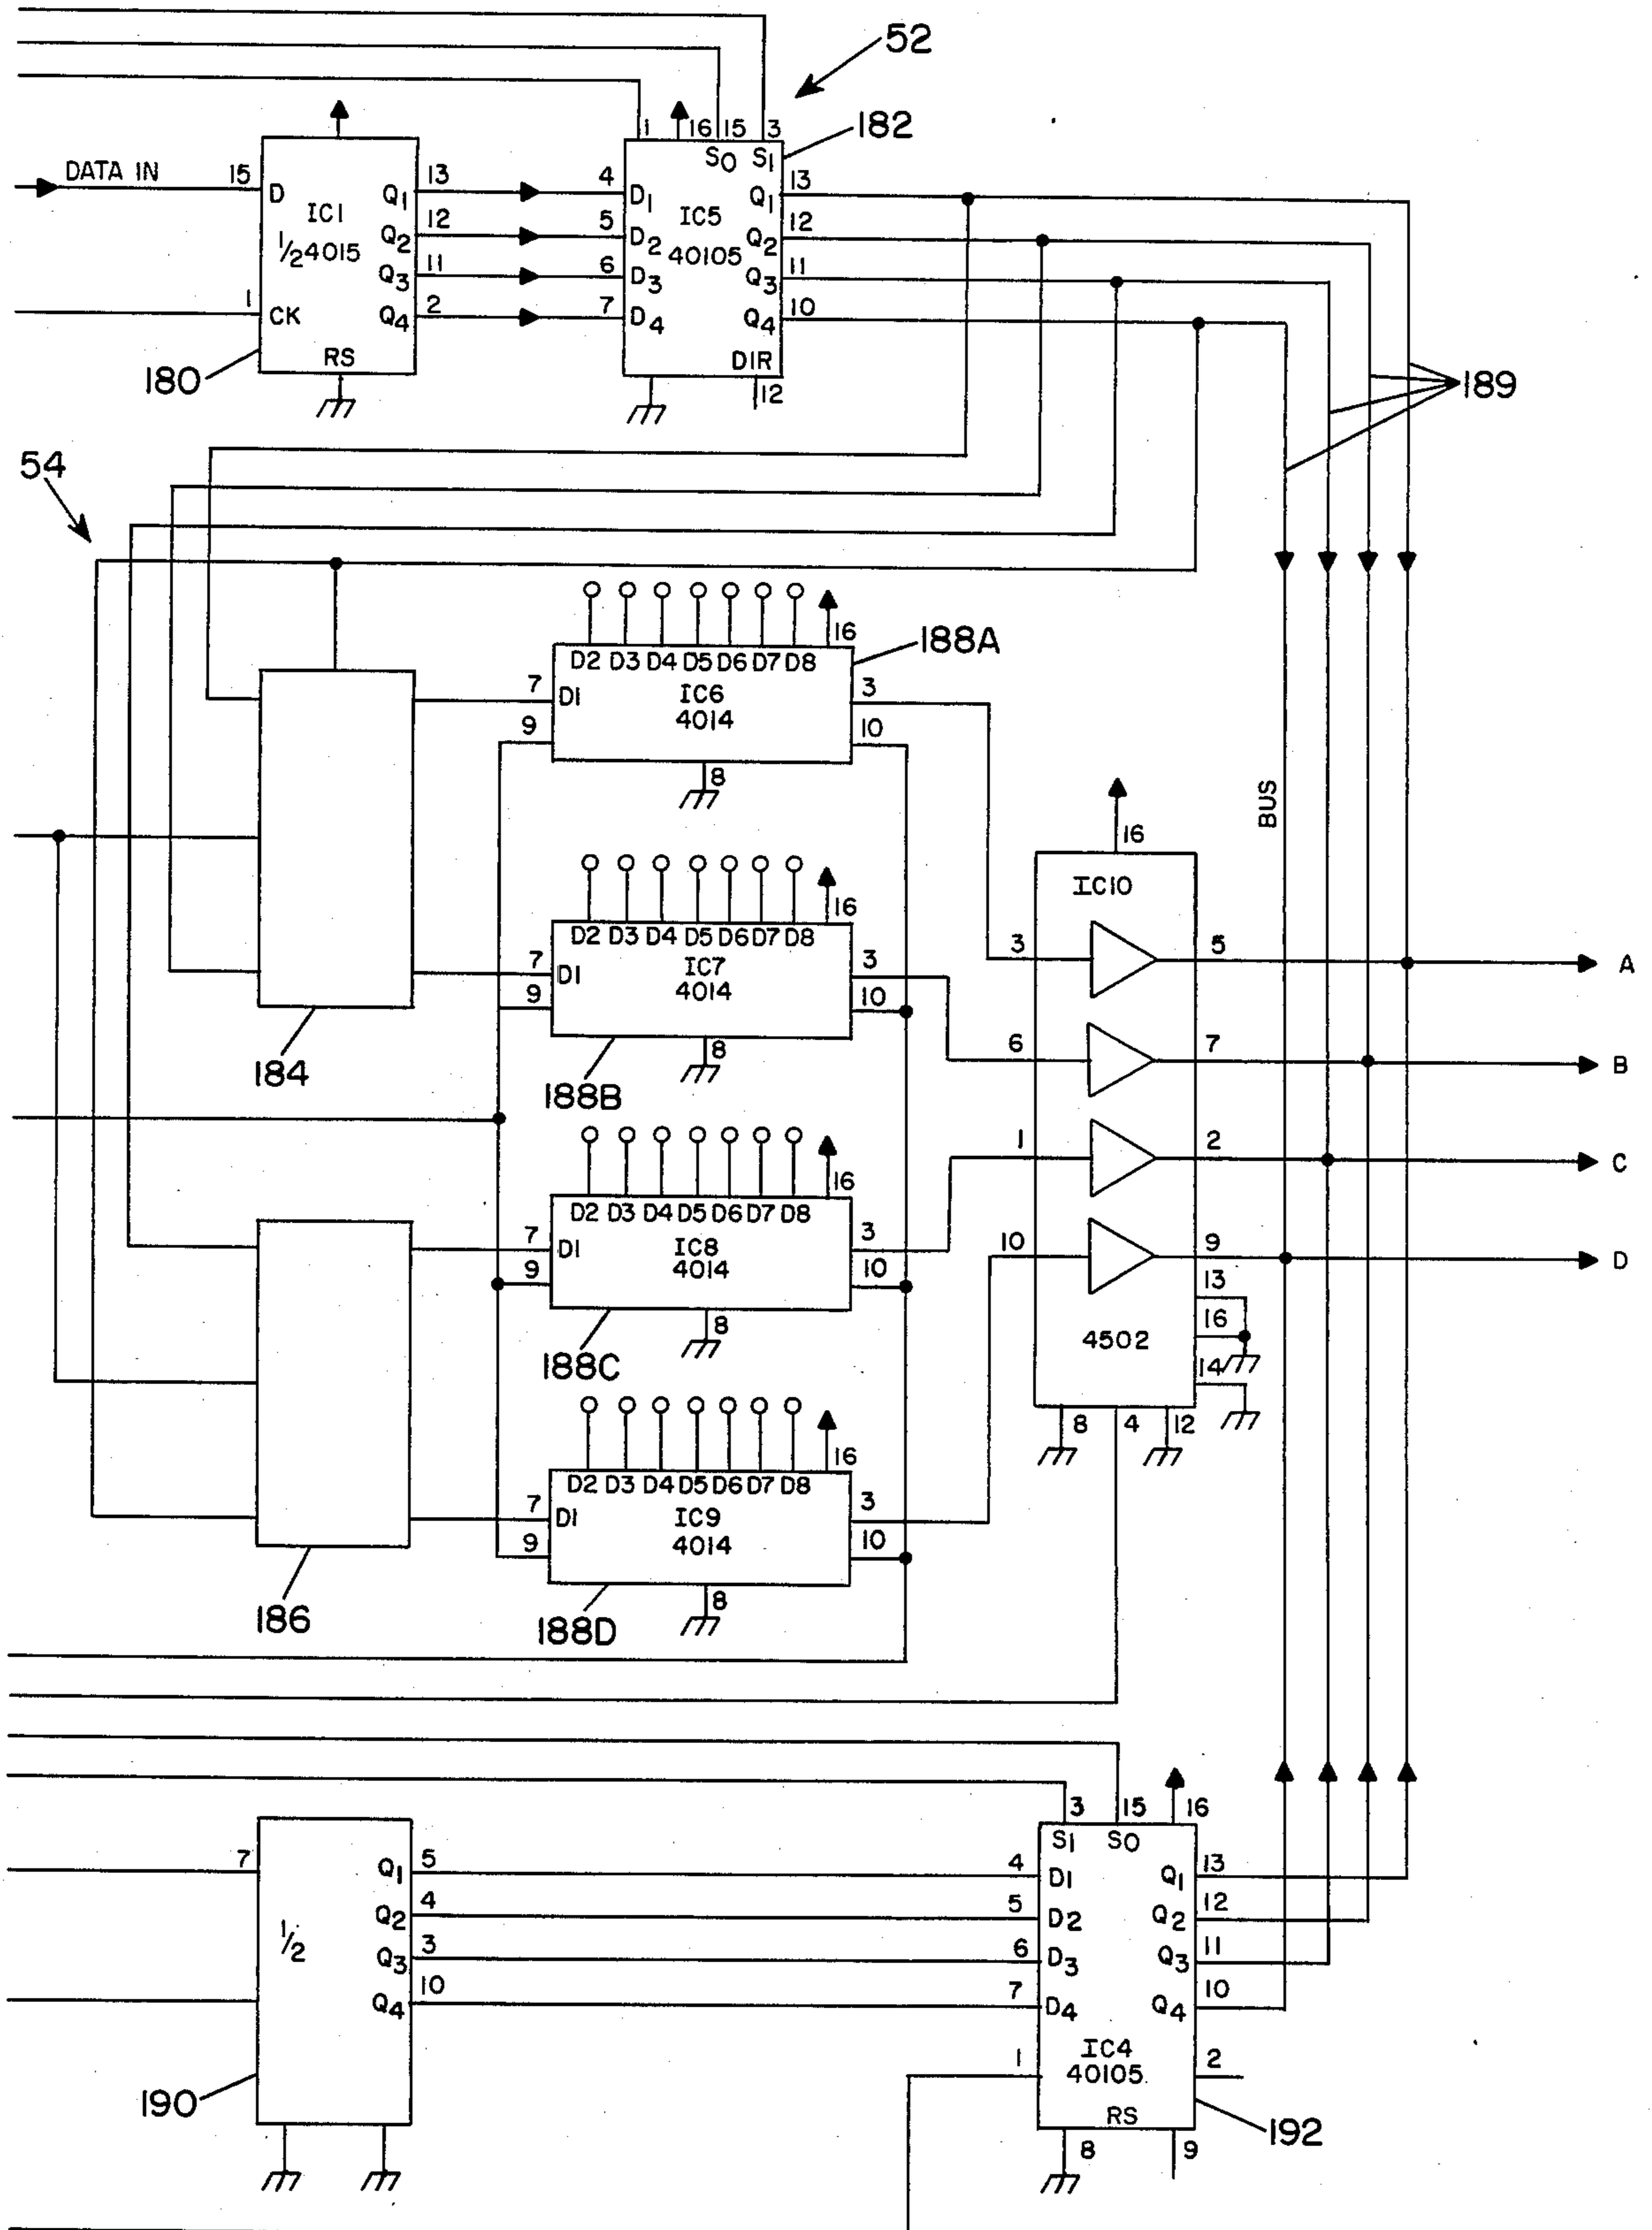 52
182
1 16 15 3
S0 S1
DATA IN
15 D
IC1
1/2 4015
Q1 13
Q2 12
Q3 11
Q4 2
1 CK
RS
180
4 D1
5 D2
6 D3
7 D4
IC5
40105
Q1 13
Q2 12
Q3 11
Q4 10
DIR
12
189
54
16
188A
D2 D3 D4 D5 D6 D7 D8
7 D1
IC6
4014
3
9
10
8
BUS
16
IC10
16
D2 D3 D4 D5 D6 D7 D8
7 D1
IC7
4014
3
9
10
8
3 5
A
6 7
B
184
188B
1 2
C
16
D2 D3 D4 D5 D6 D7 D8
7 D1
IC8
4014
3
9
10
8
10 9
D
13
16
4502
14
188C
8 4 12
16
D2 D3 D4 D5 D6 D7 D8
7 D1
IC9
4014
3
9
10
8
186
188D
3 15 16
S1 S0
7
Q1 5
Q2 4
Q3 3
Q4 10
1/2
190
4 D1
5 D2
6 D3
7 D4
Q1 13
Q2 12
Q3 11
Q4 10
IC4
40105
1
2
RS
8
9
192